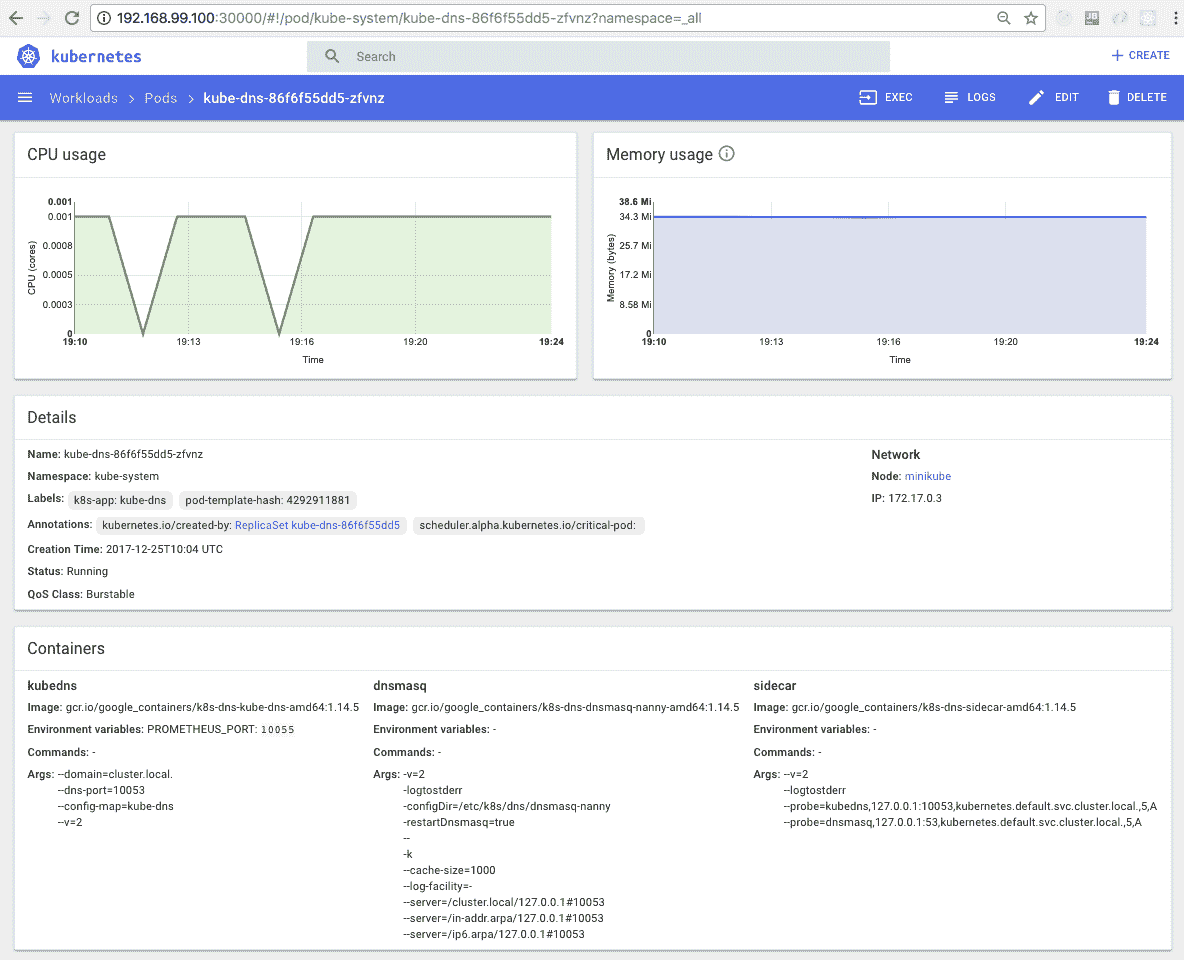 192.168.99.100:30000/#!/pod/kube-system/kube-dns-86f6f55dd5-zfvnz?namespace=_all
JB
kubernetes
Search
+ CREATE
Workloads > Pods > kube-dns-86f6f55dd5-zfvnz
EXEC
LOGS
EDIT
DELETE
CPU usage
0.001
0.001
0.0008
0.0005
0.0003
0
CPU (cores)
19:10 19:13 19:16 19:20 19:24
Time
Memory usage
38.6 Mi
34.3 Mi
25.7 Mi
17.2 Mi
8.58 Mi
0
Memory (bytes)
19:10 19:13 19:16 19:20 19:24
Time
Details
Name: kube-dns-86f6f55dd5-zfvnz
Namespace: kube-system
Labels: k8s-app: kube-dns pod-template-hash: 4292911881
Annotations: kubernetes.io/created-by: ReplicaSet kube-dns-86f6f55dd5 scheduler.alpha.kubernetes.io/critical-pod:
Creation Time: 2017-12-25T10:04 UTC
Status: Running
QoS Class: Burstable
Network
Node: minikube
IP: 172.17.0.3
Containers
kubedns
Image: gcr.io/google_containers/k8s-dns-kube-dns-amd64:1.14.5
Environment variables: PROMETHEUS_PORT: 10055
Commands: -
Args: --domain=cluster.local.
--dns-port=10053
--config-map=kube-dns
--v=2
dnsmasq
Image: gcr.io/google_containers/k8s-dns-dnsmasq-nanny-amd64:1.14.5
Environment variables: -
Commands: -
Args: -v=2
-logtostderr
-configDir=/etc/k8s/dns/dnsmasq-nanny
-restartDnsmasq=true
--
-k
--cache-size=1000
--log-facility=-
--server=/cluster.local/127.0.0.1#10053
--server=/in-addr.arpa/127.0.0.1#10053
--server=/ip6.arpa/127.0.0.1#10053
sidecar
Image: gcr.io/google_containers/k8s-dns-sidecar-amd64:1.14.5
Environment variables: -
Commands: -
Args: --v=2
--logtostderr
--probe=kubedns,127.0.0.1:10053,kubernetes.default.svc.cluster.local.,5,A
--probe=dnsmasq,127.0.0.1:53,kubernetes.default.svc.cluster.local.,5,A